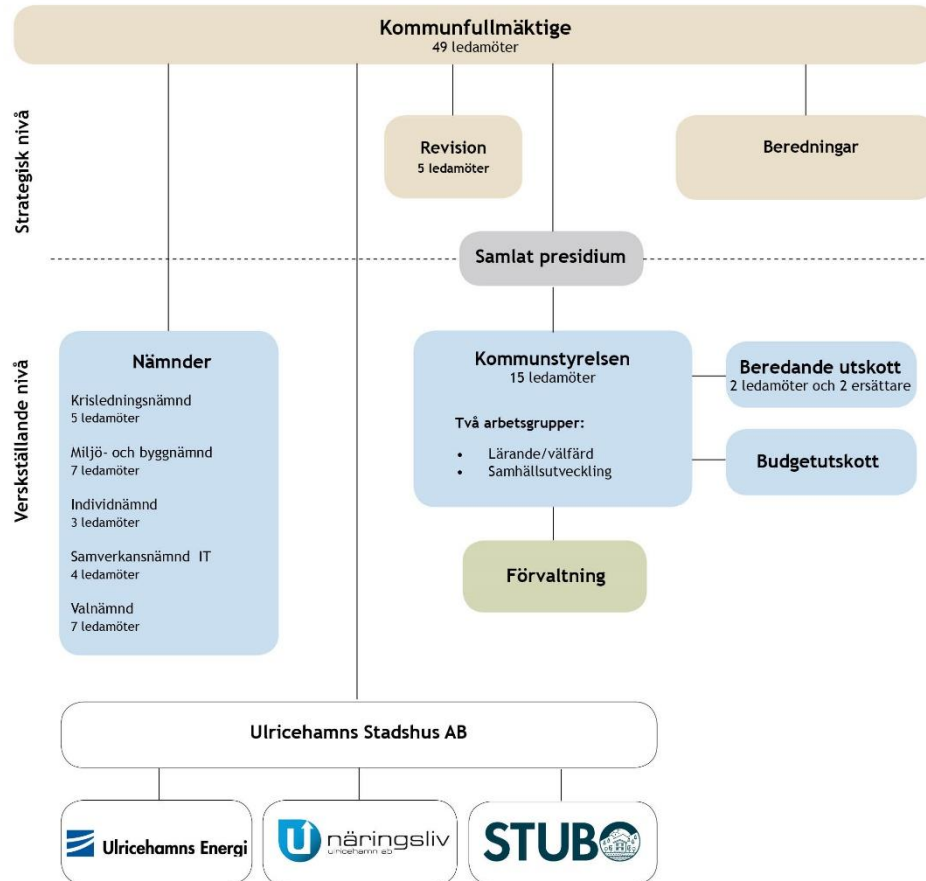 Kommunfullmäktige
49 ledamöter
Strategisk nivå
Revision
5 ledamöter
Beredningar
Samlat presidium
Verskställande nivå
Nämnder
Krisledningsnämnd
5 ledamöter
Miljö- och byggnämnd
7 ledamöter
Individnämnd
3 ledamöter
Samverkansnämnd IT
4 ledamöter
Valnämnd
7 ledamöter
Kommunstyrelsen
15 ledamöter
Två arbetsgrupper:
• Lärande/välfärd
• Samhällsutveckling
Beredande utskott
2 ledamöter och 2 ersättare
Budgetutskott
Förvaltning
Ulricehamns Stadshus AB
Ulricehamns Energi
U näringsliv
ulricehamn ab
STUBO